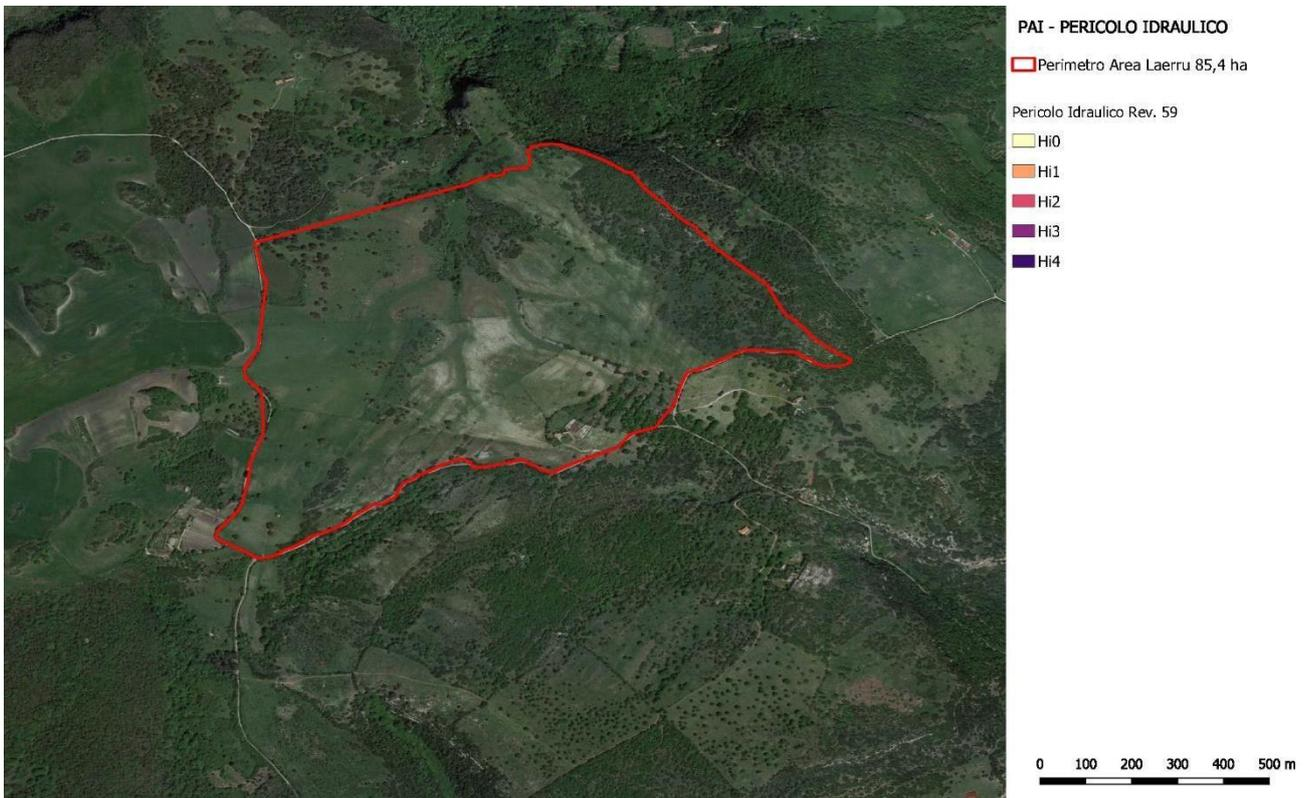 PAI - PERICOLO IDRAULICO
Perimetro Area Laerru 85,4 ha
Pericolo Idraulico Rev. 59
Hi0
Hi1
Hi2
Hi3
Hi4
0 100 200 300 400 500 m